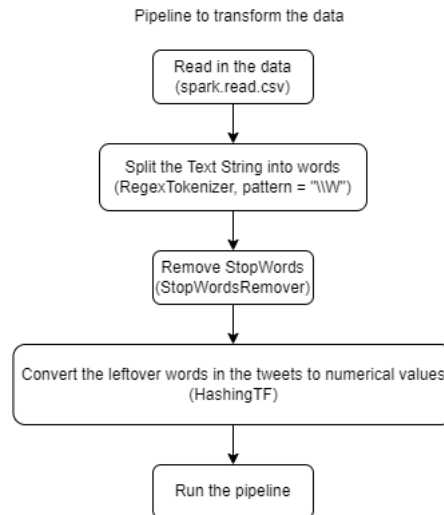 Pipeline to transform the data
Read in the data
(spark.read.csv)
Split the Text String into words
(RegexTokenizer, pattern = "\\W")
Remove StopWords
(StopWordsRemover)
Convert the leftover words in the tweets to numerical values
(HashingTF)
Run the pipeline